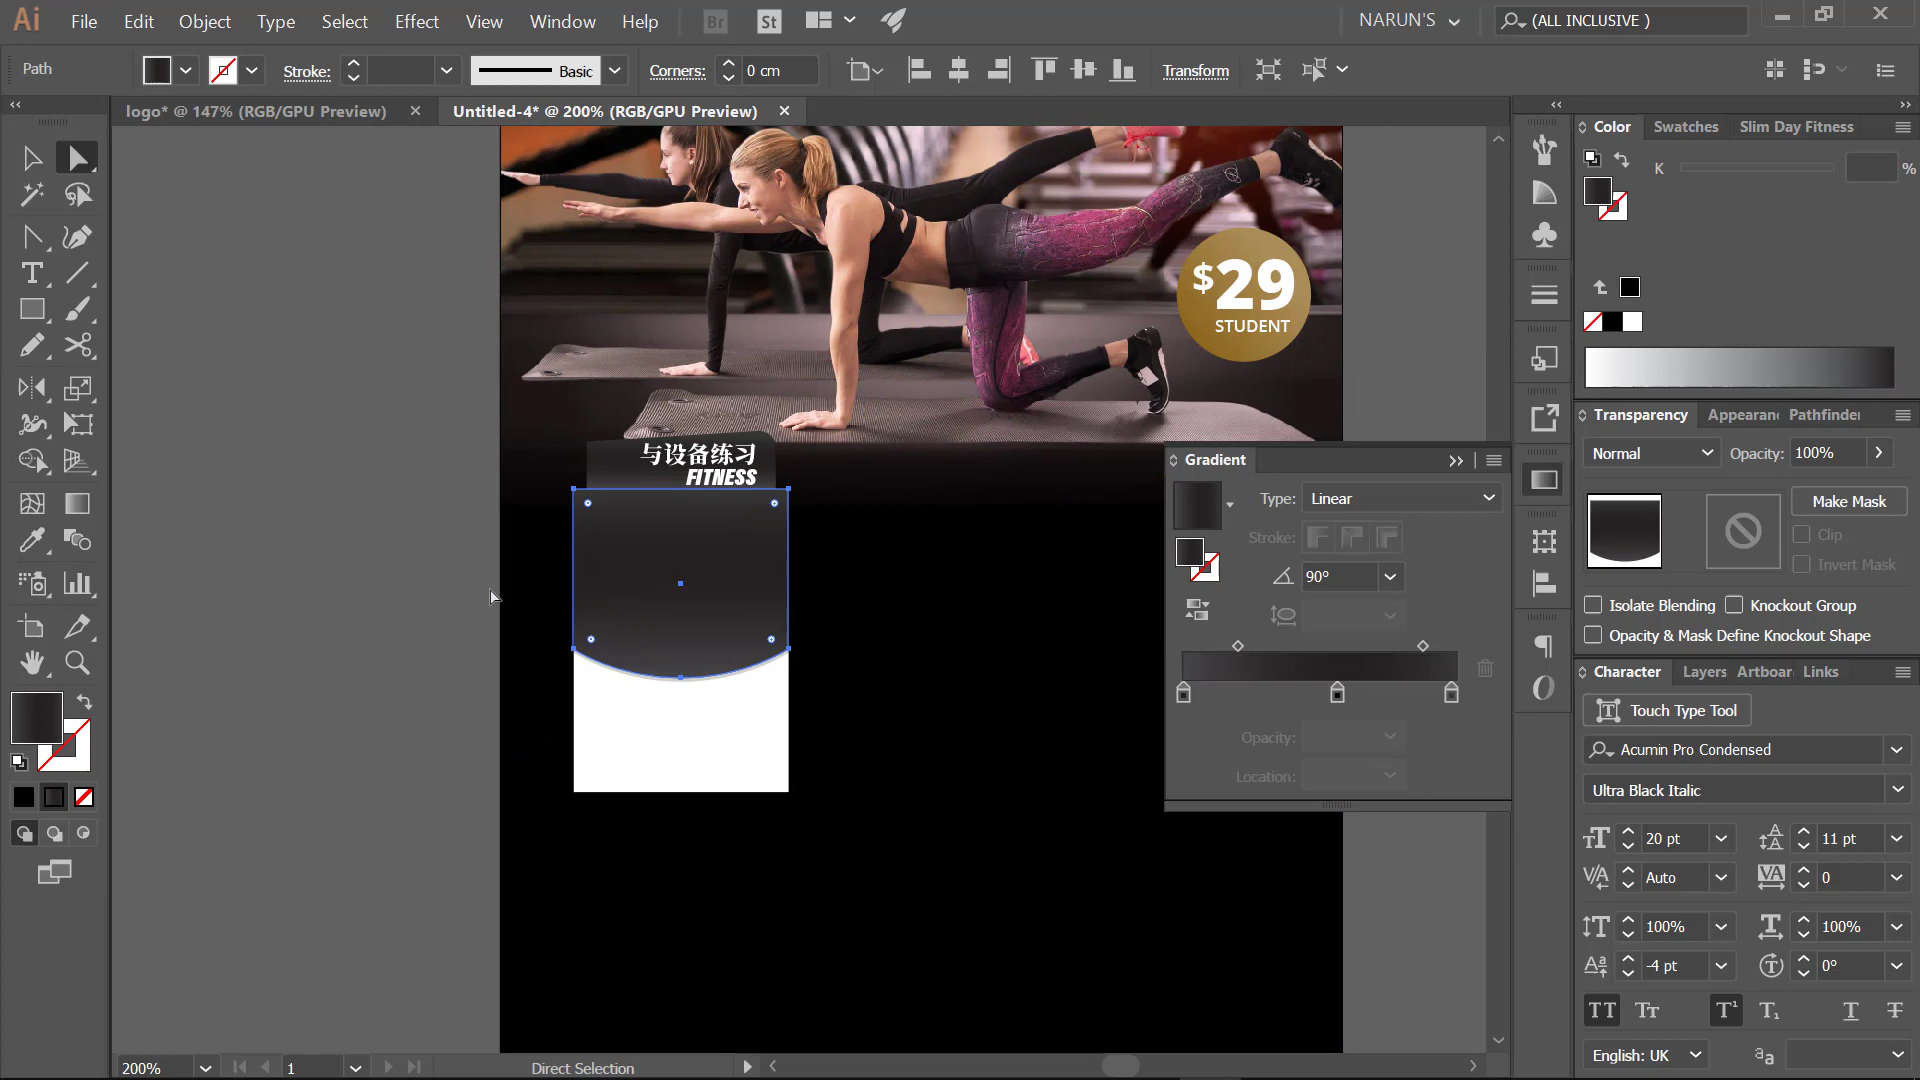 Ai File Edit Object Type Select Effect View Window Help Br St NARUN'S (ALL INCLUSIVE )
Path Stroke: Basic Corners: 0 cm Transform
logo* @ 147% (RGB/GPU Preview) Untitled-4* @ 200% (RGB/GPU Preview)
Color Swatches Slim Day Fitness
K %
$29
STUDENT
Transparency Appearanc Pathfinder
Normal Opacity: 100%
Make Mask
Clip
Invert Mask
Isolate Blending Knockout Group
Opacity & Mask Define Knockout Shape
与设备练习
FITNESS
Gradient
Type: Linear
Stroke:
90°
Opacity:
Location:
Character Layers Artboar Links
Touch Type Tool
Acumin Pro Condensed
Ultra Black Italic
20 pt 11 pt
Auto 0
100% 100%
-4 pt 0°
English: UK
200% 1 Direct Selection